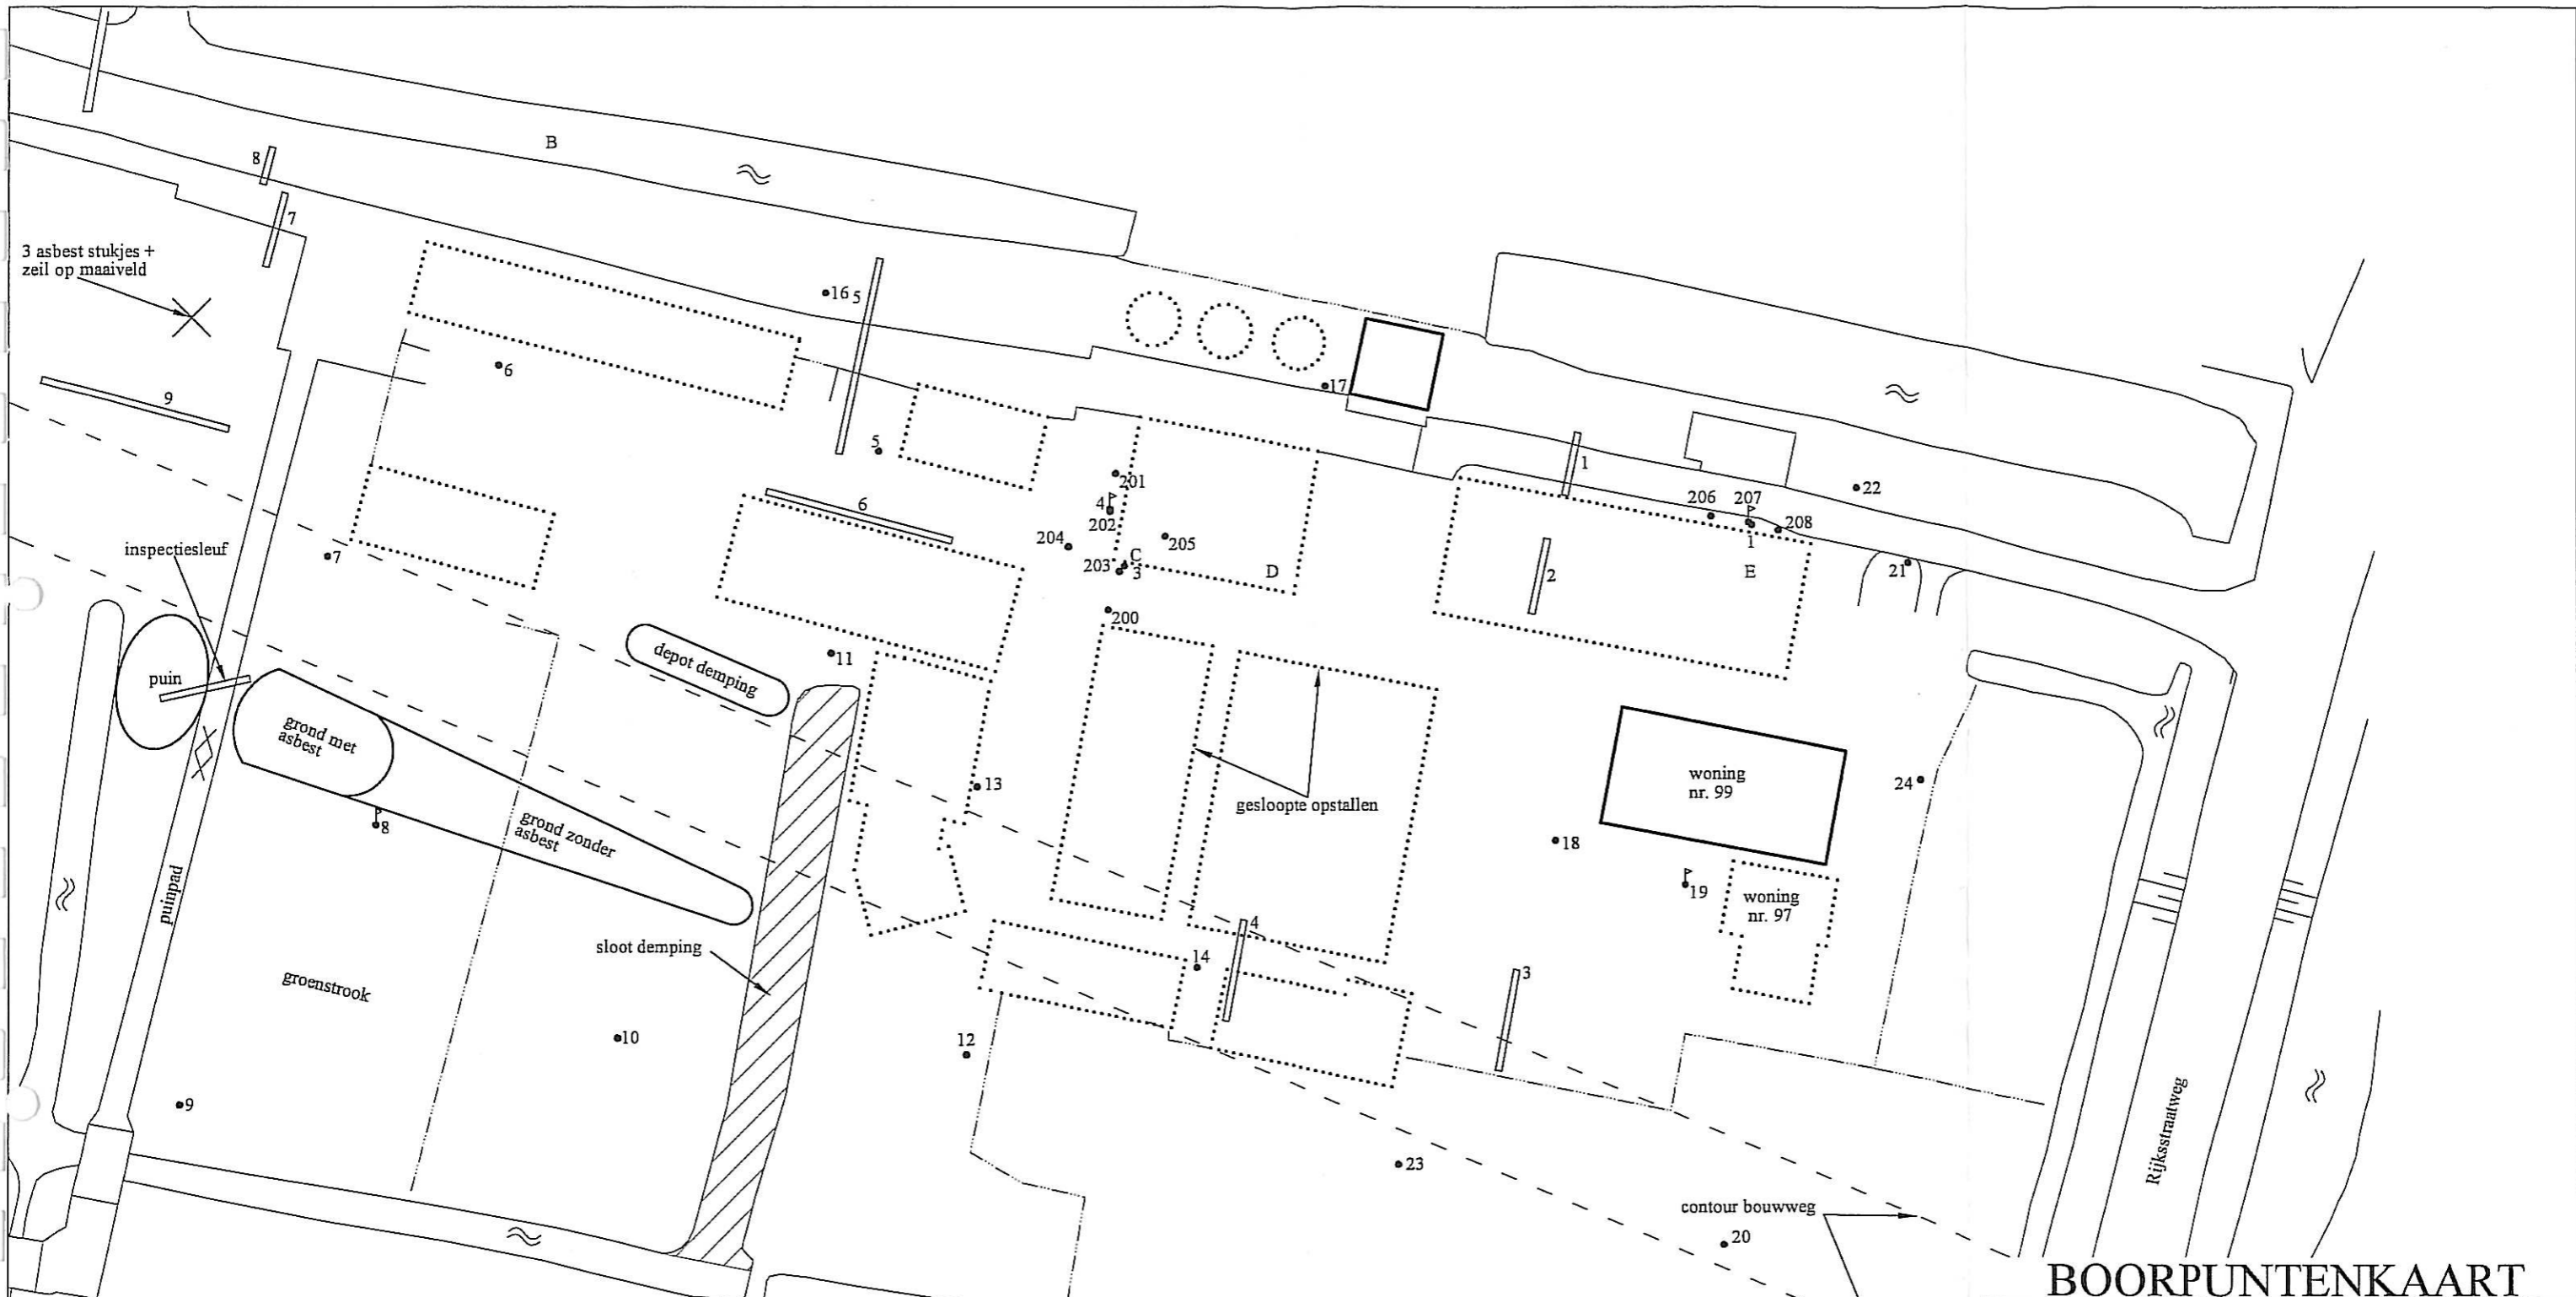 B
8
7
3 asbest stukjes +
zeil op maaiveld
16
5
17
6
9
5
201
1
22
206
207
208
6
4
202
204
205
C
203
3
D
2
1
E
21
inspectiesleuf
7
200
depot demping
11
puin
grond met
asbest
13
gesloopte opstallen
woning
nr. 99
24
8
grond zonder
asbest
18
19
woning
nr. 97
puinpad
sloot demping
4
14
3
groenstrook
10
12
9
Rijksstraatweg
23
contour bouwweg
20
BOORPUNTENKAART